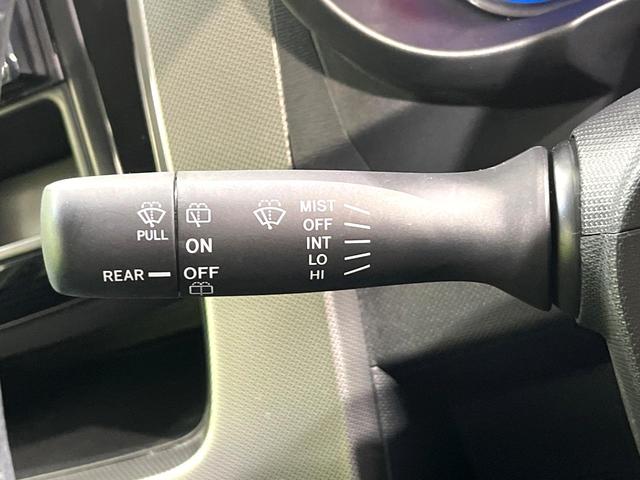 PULL
REAR
ON
OFF
MIST
OFF
INT
LO
HI